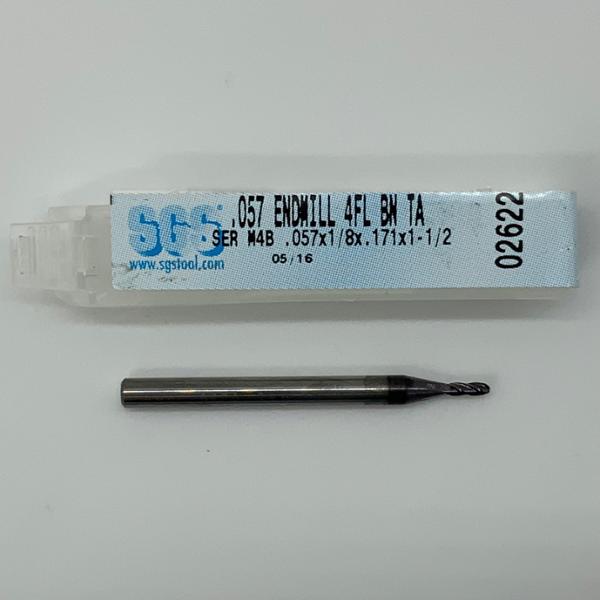 SGS
.057 ENDMILL 4FL BN TA
SER M4B .057x1/8x.171x1-1/2
www.sgstool.com
05/16
02622